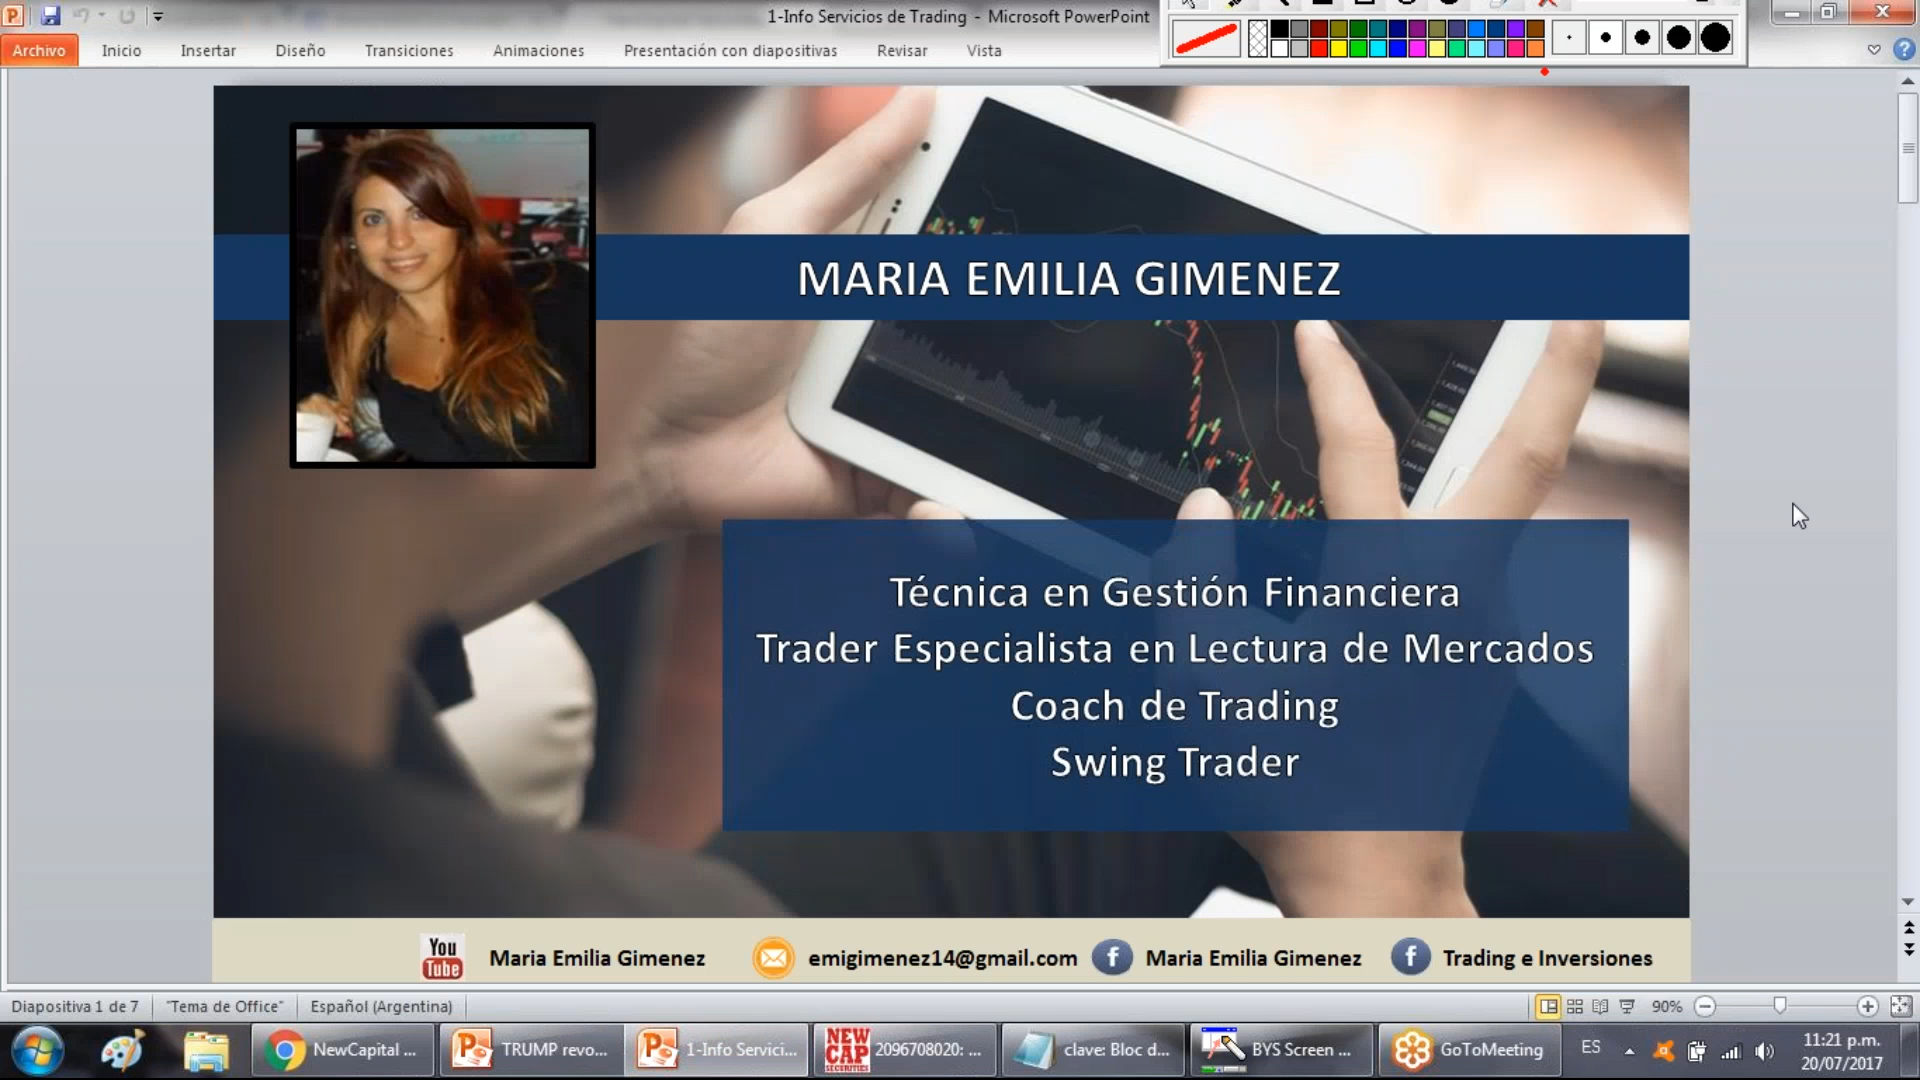 1-Info Servicios de Trading - Microsoft PowerPoint
Archivo Inicio Insertar Diseño Transiciones Animaciones Presentación con diapositivas Revisar Vista
MARIA EMILIA GIMENEZ
Técnica en Gestión Financiera
Trader Especialista en Lectura de Mercados
Coach de Trading
Swing Trader
You Tube Maria Emilia Gimenez emigimenez14@gmail.com f Maria Emilia Gimenez f Trading e Inversiones
Diapositiva 1 de 7 "Tema de Office" Español (Argentina) 90%
NewCapital ... TRUMP revo... 1-Info Servici... NEW CAP SECURITIES 2096708020: ... clave: Bloc d... BYS Screen ... GoToMeeting ES 11:21 p.m.
20/07/2017